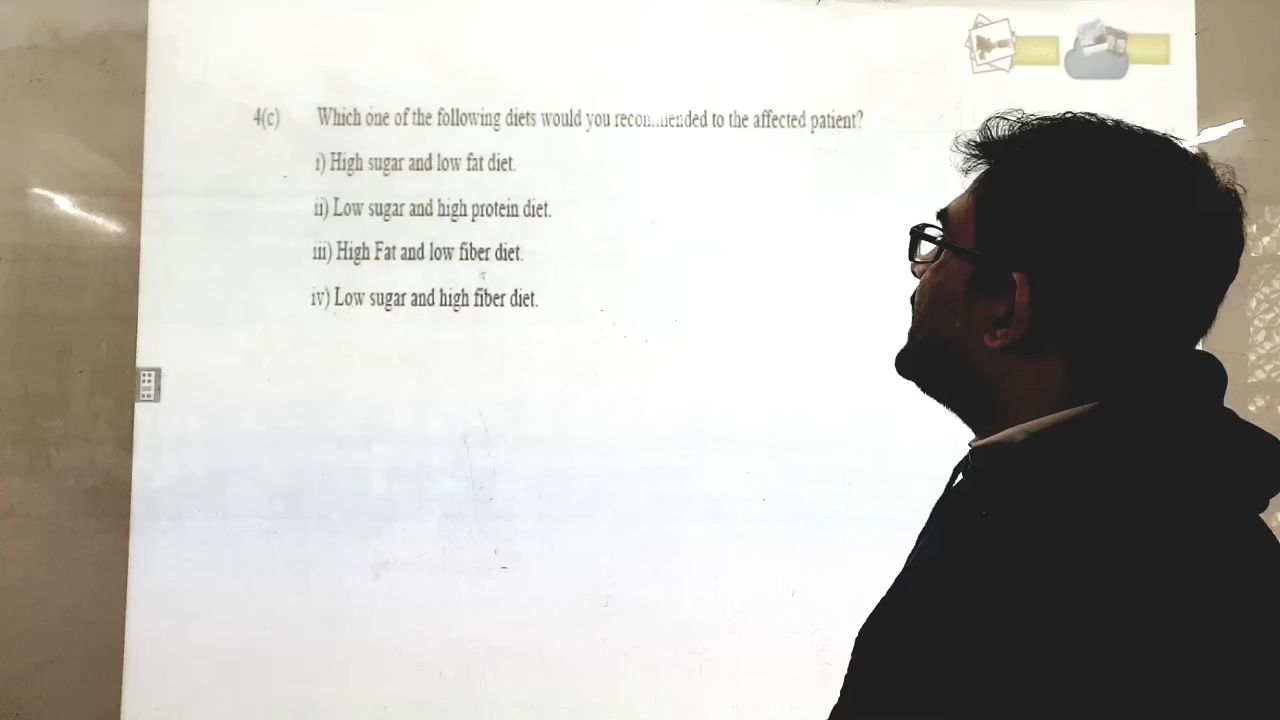 4(c) Which one of the following diets would you recommended to the affected patient?
i) High sugar and low fat diet.
ii) Low sugar and high protein diet.
iii) High Fat and low fiber diet.
iv) Low sugar and high fiber diet.